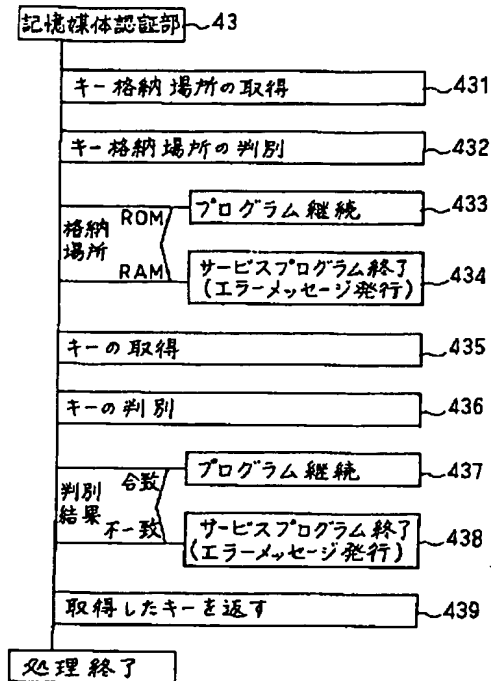 記憶媒体認証部 43
キー格納場所の取得 431
キー格納場所の判別 432
格納場所
ROM
プログラム継続 433
RAM
サービスプログラム終了
(エラーメッセージ発行) 434
キーの取得 435
キーの判別 436
判別結果
合致
プログラム継続 437
不一致
サービスプログラム終了
(エラーメッセージ発行) 438
取得したキーを返す 439
処理終了